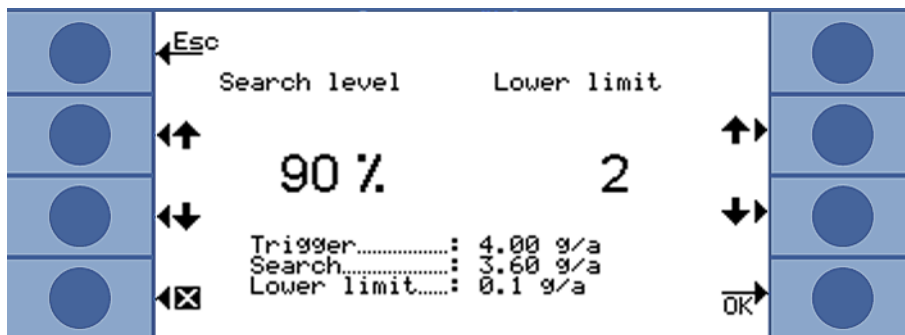 Esc
Search level Lower limit
90 % 2
Trigger...............: 4.00 g/a
Search................: 3.60 g/a
Lower limit.....: 0.1 g/a
OK